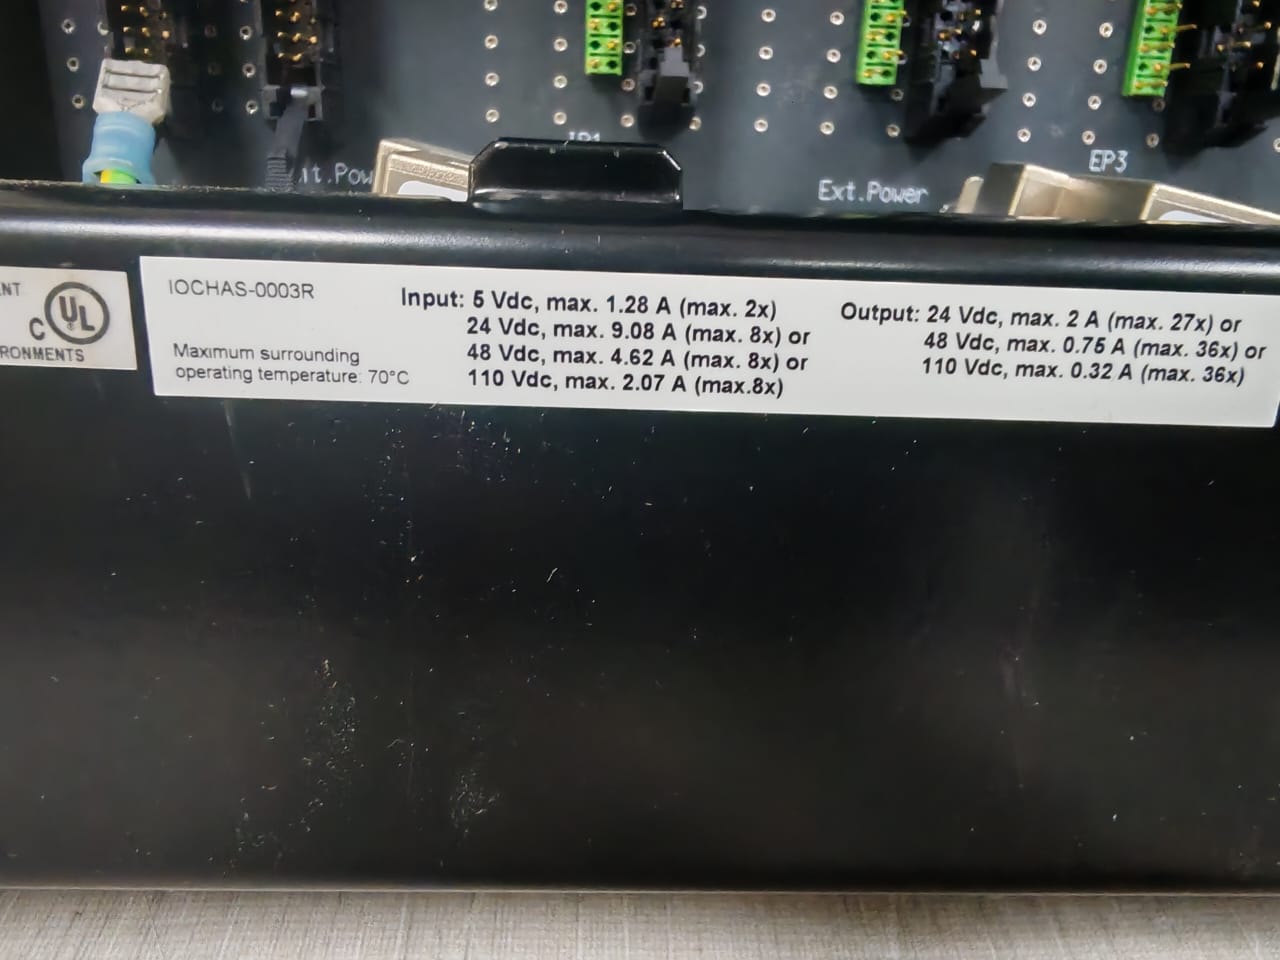 JP1
Ext.Power
EP3
C UL ®
IOCHAS-0003R
Maximum surrounding
operating temperature: 70°C
Input: 5 Vdc, max. 1.28 A (max. 2x)
24 Vdc, max. 9.08 A (max. 8x) or
48 Vdc, max. 4.62 A (max. 8x) or
110 Vdc, max. 2.07 A (max.8x)
Output: 24 Vdc, max. 2 A (max. 27x) or
48 Vdc, max. 0.75 A (max. 36x) or
110 Vdc, max. 0.32 A (max. 36x)